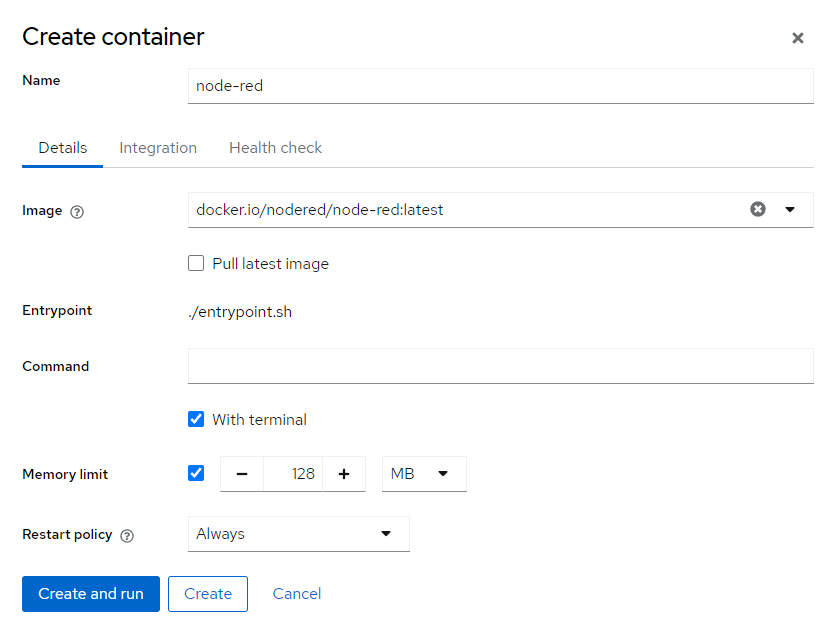 Create container
Name
node-red
Details Integration Health check
Image
docker.io/nodered/node-red:latest
Pull latest image
Entrypoint
./entrypoint.sh
Command
With terminal
Memory limit
128
MB
Restart policy
Always
Create and run Create Cancel